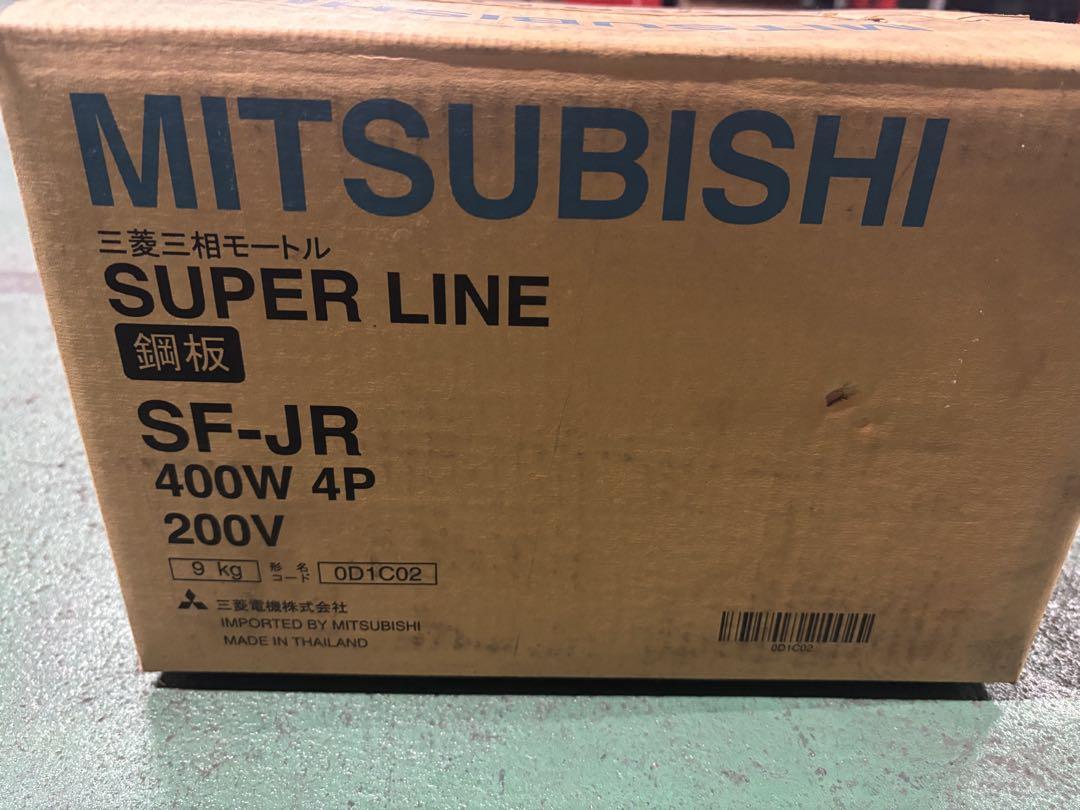 MITSUBISHI
MITSUBISHI
三菱三相モートル
SUPER LINE
鋼板
SF-JR
400W 4P
200V
9 kg 形名コード 0D1C02
三菱電機株式会社
IMPORTED BY MITSUBISHI
MADE IN THAILAND
0D1C02